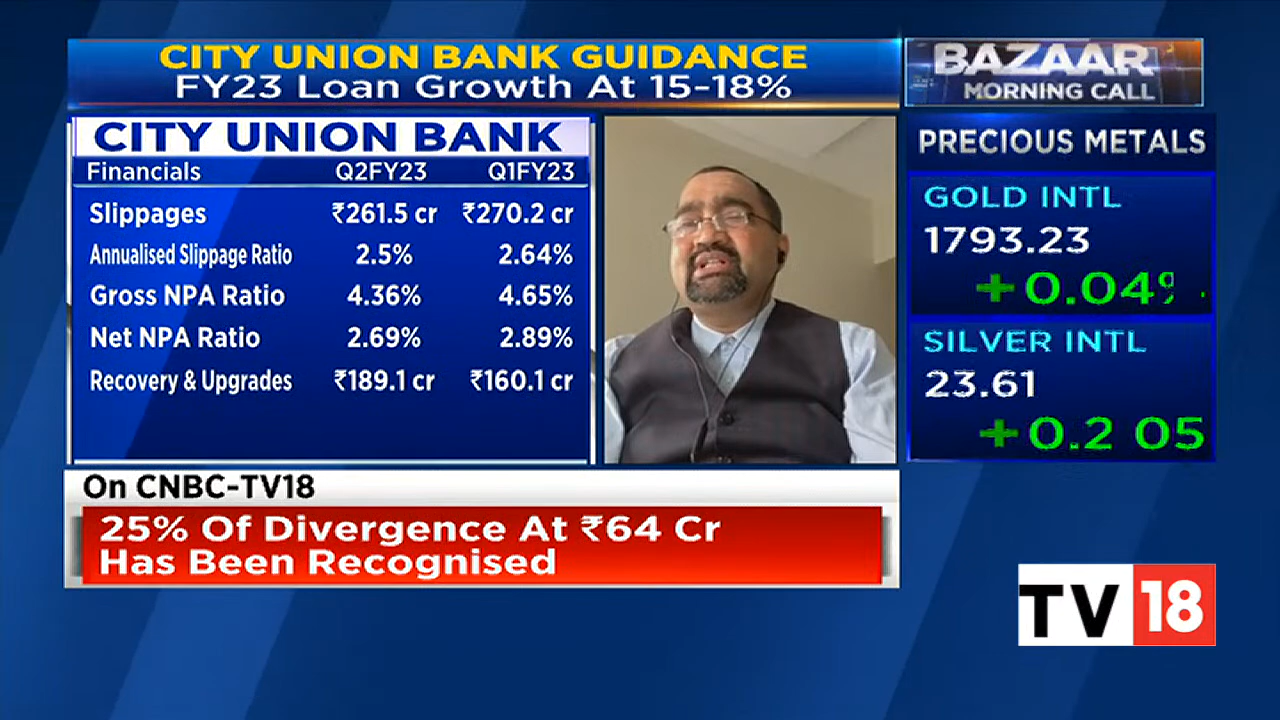 CITY UNION BANK GUIDANCE
FY23 Loan Growth At 15-18%
BAZAAR
MORNING CALL
CITY UNION BANK
Financials Q2FY23 Q1FY23
Slippages ₹261.5 cr ₹270.2 cr
Annualised Slippage Ratio 2.5% 2.64%
Gross NPA Ratio 4.36% 4.65%
Net NPA Ratio 2.69% 2.89%
Recovery & Upgrades ₹189.1 cr ₹160.1 cr
PRECIOUS METALS
GOLD INTL
1793.23
+0.04%
SILVER INTL
23.61
On CNBC-TV18
25% Of Divergence At ₹64 Cr
Has Been Recognised
TV18